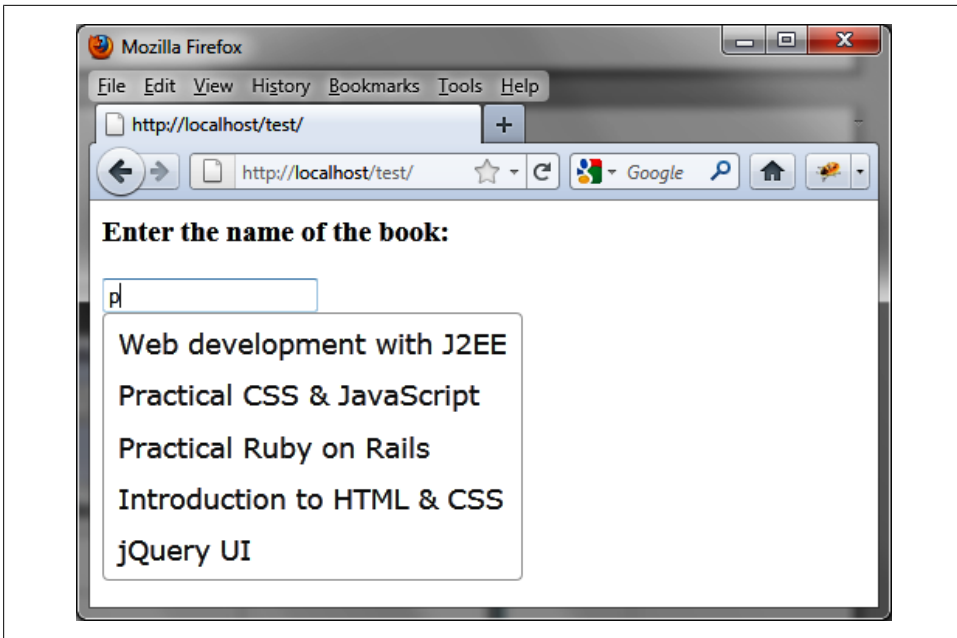 Mozilla Firefox
File Edit View History Bookmarks Tools Help
http://localhost/test/
http://localhost/test/ Google
Enter the name of the book:
p
Web development with J2EE
Practical CSS & JavaScript
Practical Ruby on Rails
Introduction to HTML & CSS
jQuery UI